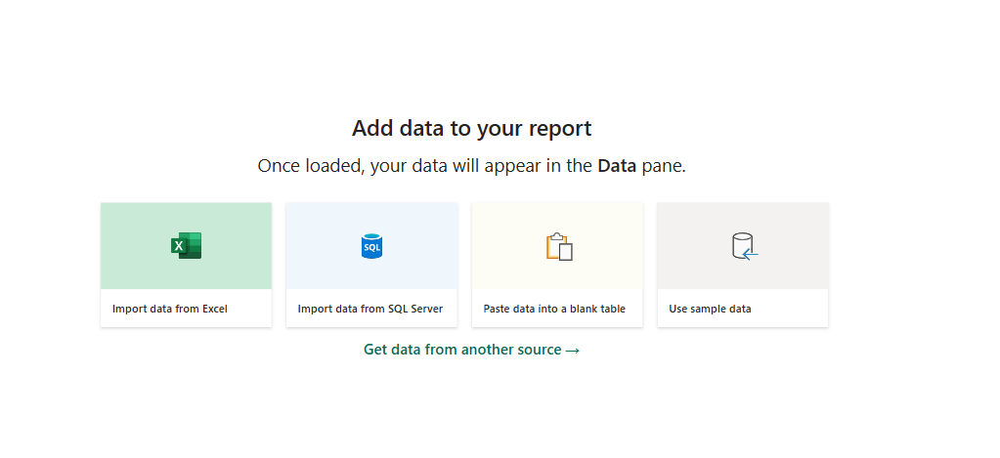 Add data to your report
Once loaded, your data will appear in the Data pane.
X
SQL
Import data from Excel
Import data from SQL Server
Paste data into a blank table
Use sample data
Get data from another source →